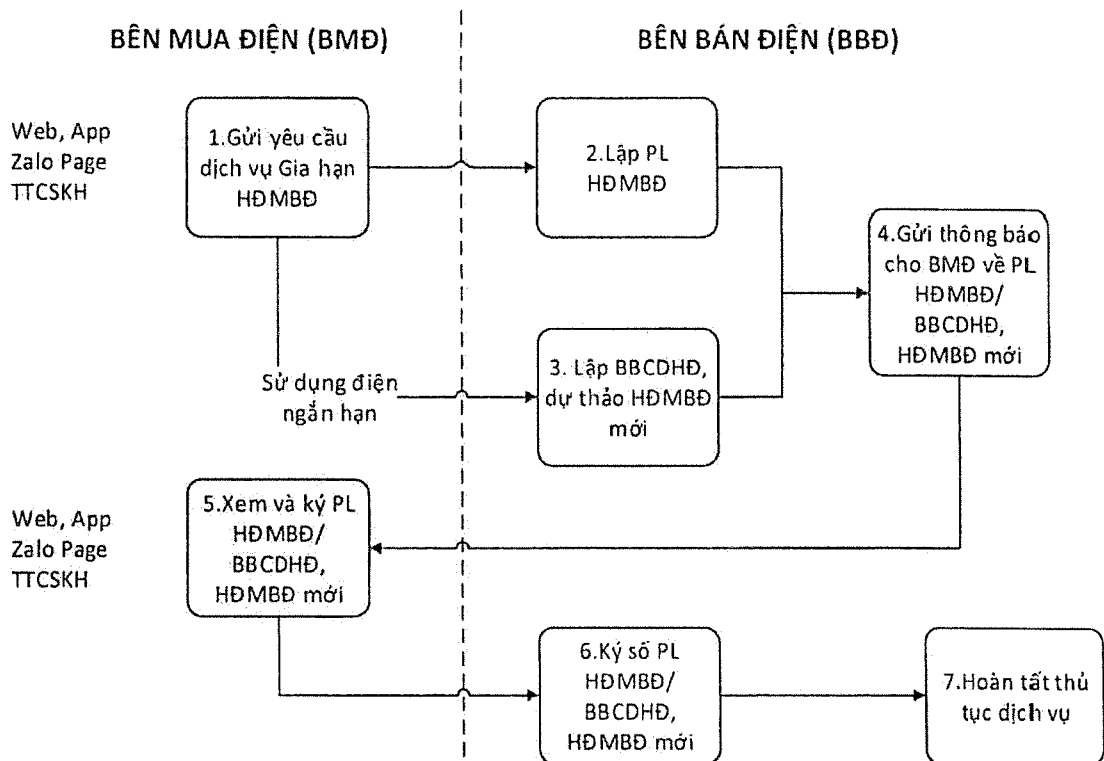 BÊN MUA ĐIỆN (BMĐ)
BÊN BÁN ĐIỆN (BBĐ)
Web, App
Zalo Page
TTCSKH
1.Gửi yêu cầu
dịch vụ Gia hạn
HĐMBĐ
2.Lập PL
HĐMBĐ
4.Gửi thông báo
cho BMĐ về PL
HĐMBĐ/
BBCDHĐ,
HĐMBĐ mới
Sử dụng điện
ngắn hạn
3. Lập BBCDHĐ,
dự thảo HĐMBĐ
mới
Web, App
Zalo Page
TTCSKH
5.Xem và ký PL
HĐMBĐ/
BBCDHĐ,
HĐMBĐ mới
6.Ký số PL
HĐMBĐ/
BBCDHĐ,
HĐMBĐ mới
7.Hoàn tất thủ
tục dịch vụ